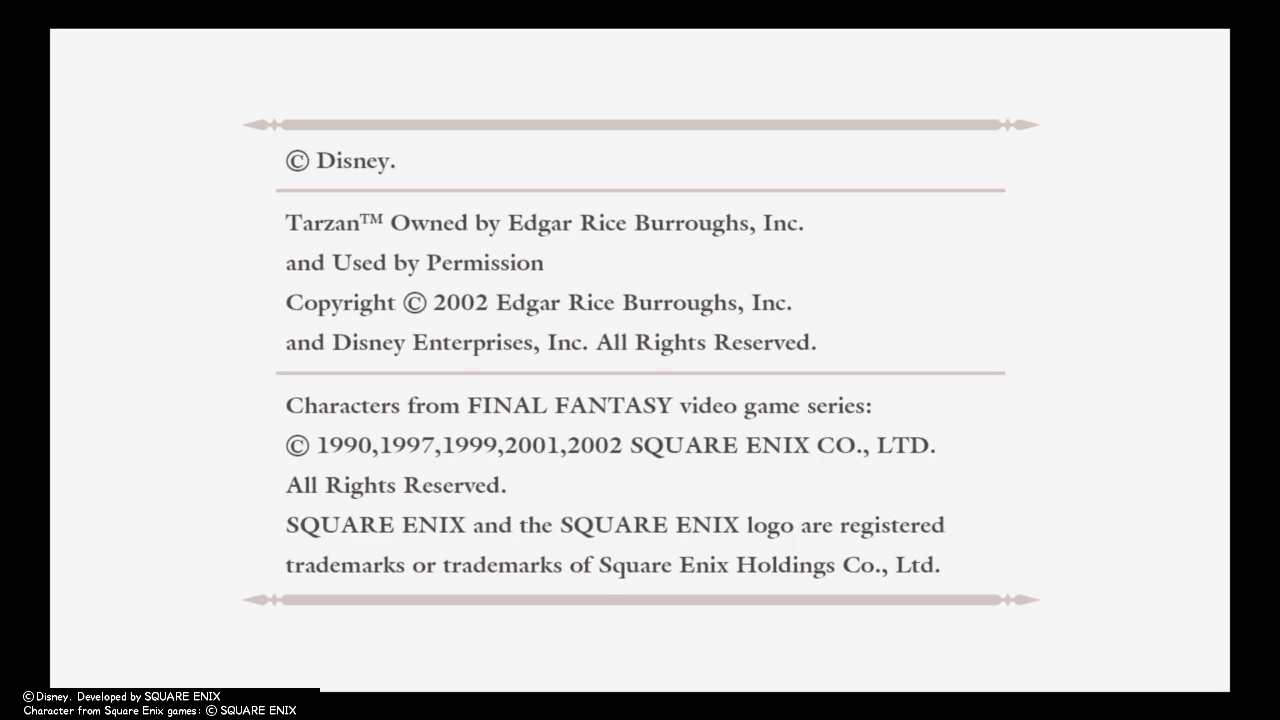 © Disney.
Tarzan™ Owned by Edgar Rice Burroughs, Inc.
and Used by Permission
Copyright © 2002 Edgar Rice Burroughs, Inc.
and Disney Enterprises, Inc. All Rights Reserved.
Characters from FINAL FANTASY video game series:
© 1990,1997,1999,2001,2002 SQUARE ENIX CO., LTD.
All Rights Reserved.
SQUARE ENIX and the SQUARE ENIX logo are registered
trademarks or trademarks of Square Enix Holdings Co., Ltd.
©Disney. Developed by SQUARE ENIX
Character from Square Enix games: © SQUARE ENIX